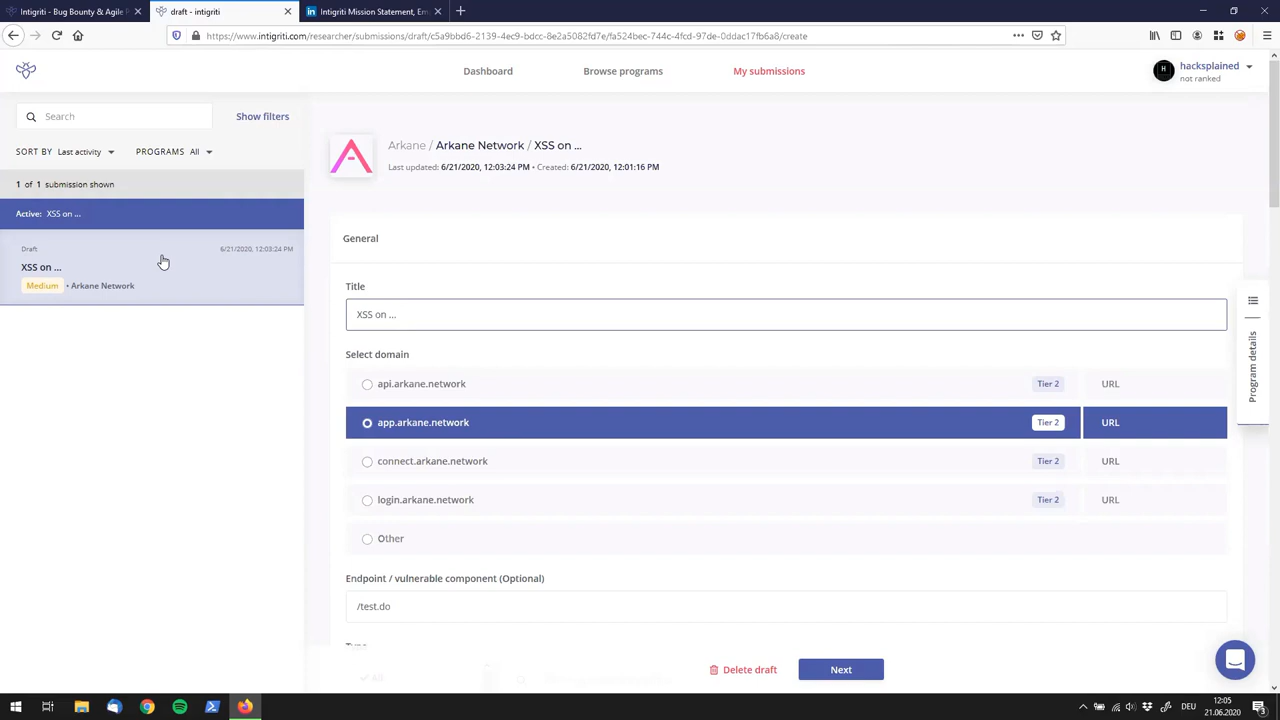 Intigriti - Bug Bounty & Agile P
draft - intigriti
Intigriti Mission Statement, Em
https://www.intigriti.com/researcher/submissions/draft/c5a9bbd6-2139-4ec9-bdcc-8e2a5082fd7e/fa524bec-744c-4fcd-97de-0ddac17fb6a8/create
Dashboard
Browse programs
My submissions
H
hacksplained
not ranked
Search
Show filters
SORT BY Last activity
PROGRAMS All
1 of 1 submission shown
Active: XSS on ...
Draft
6/21/2020, 12:03:24 PM
XSS on ...
Medium • Arkane Network
Arkane / Arkane Network / XSS on ...
Last updated: 6/21/2020, 12:03:24 PM • Created: 6/21/2020, 12:01:16 PM
General
Title
XSS on ...
Select domain
api.arkane.network Tier 2 URL
app.arkane.network Tier 2 URL
connect.arkane.network Tier 2 URL
login.arkane.network Tier 2 URL
Other
Endpoint / vulnerable component (Optional)
/test.do
Type
All
Delete draft
Next
Program details
DEU
12:05
21.06.2020
3